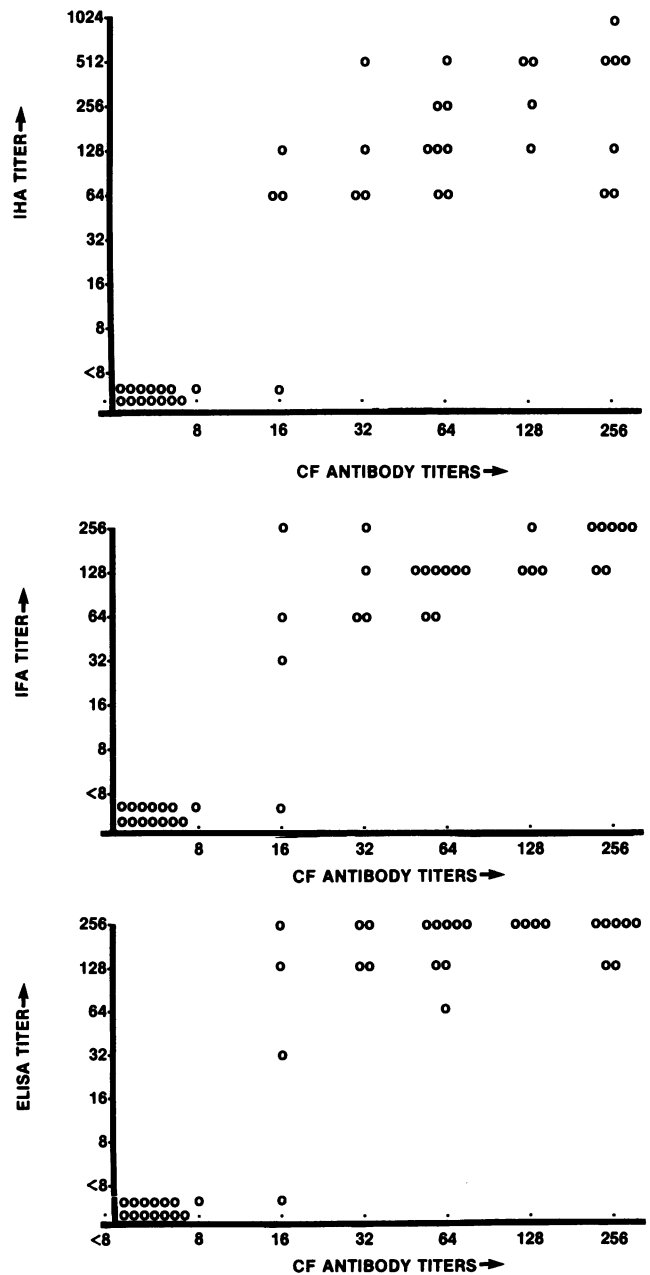 1024
512
256
128
64
32
16
8
<8
IHA TITER→
8 16 32 64 128 256
CF ANTIBODY TITERS→
256
128
64
32
16
8
<8
IFA TITER→
8 16 32 64 128 256
CF ANTIBODY TITERS→
256
128
64
32
16
8
<8
ELISA TITER→
<8 8 16 32 64 128 256
CF ANTIBODY TITERS→